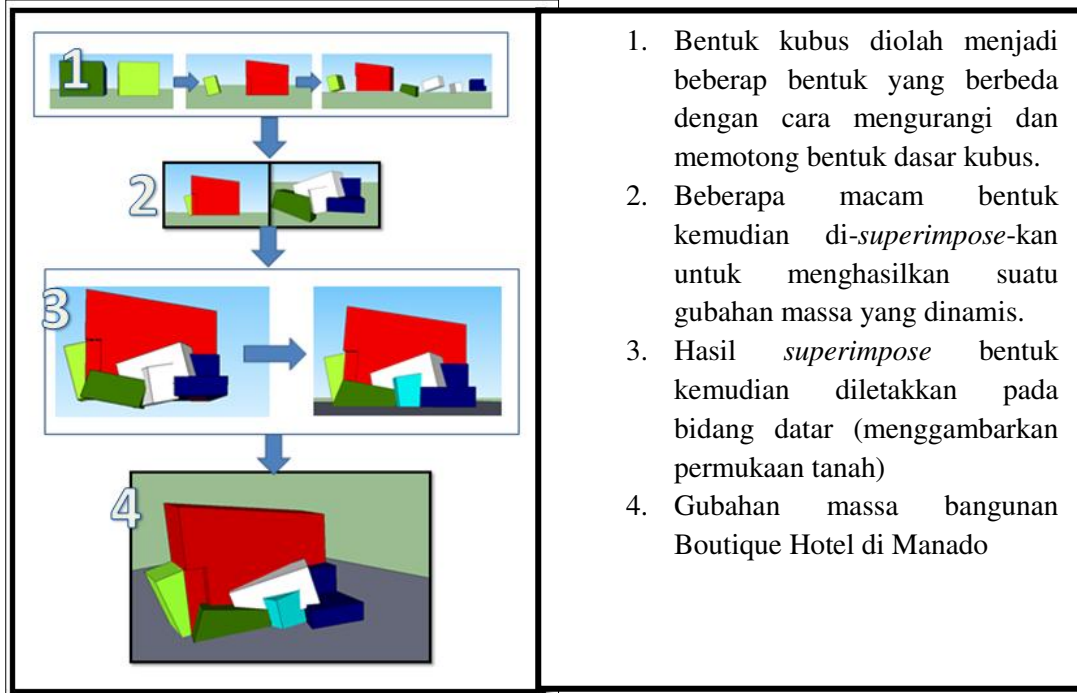 1
2
3
4
1. Bentuk kubus diolah menjadi
beberap bentuk yang berbeda
dengan cara mengurangi dan
memotong bentuk dasar kubus.
2. Beberapa macam bentuk
kemudian di-superimpose-kan
untuk menghasilkan suatu
gubahan massa yang dinamis.
3. Hasil superimpose bentuk
kemudian diletakkan pada
bidang datar (menggambarkan
permukaan tanah)
4. Gubahan massa bangunan
Boutique Hotel di Manado